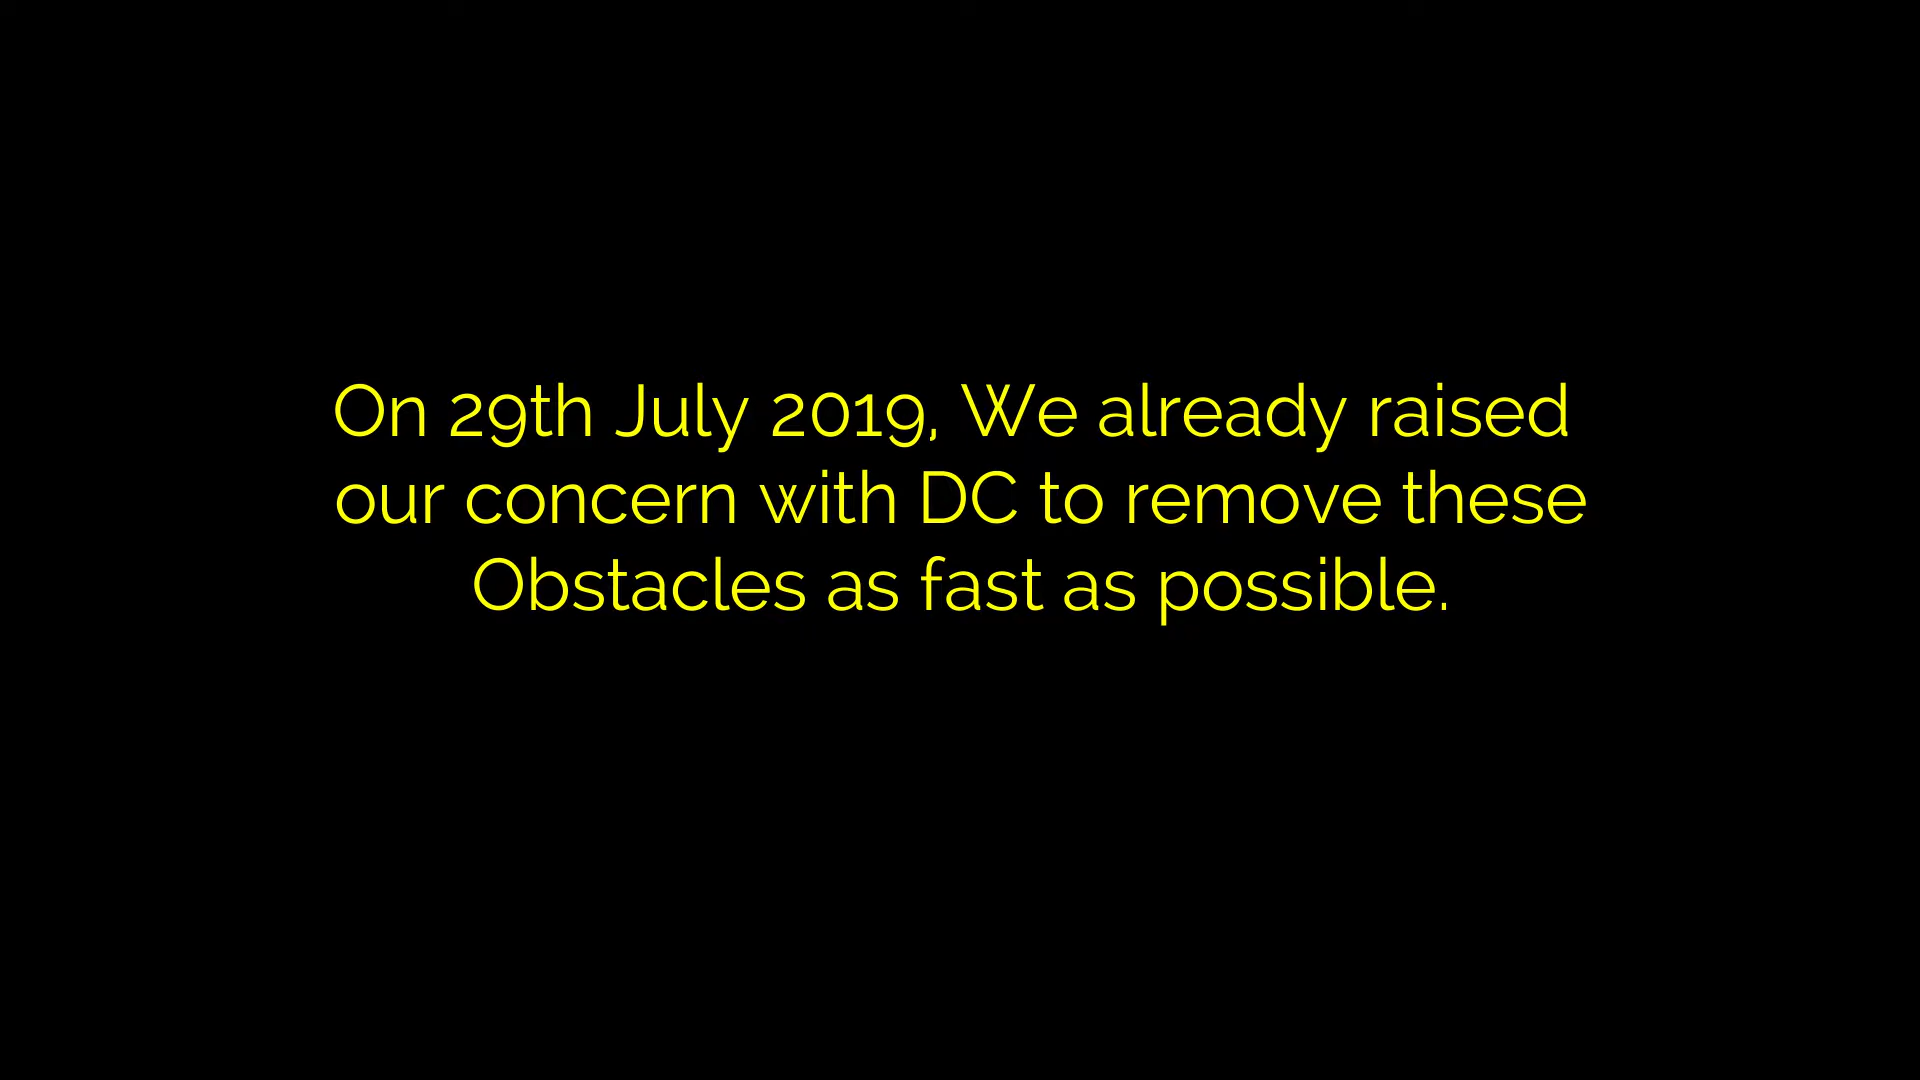 On 29th July 2019, We already raised
our concern with DC to remove these
Obstacles as fast as possible.